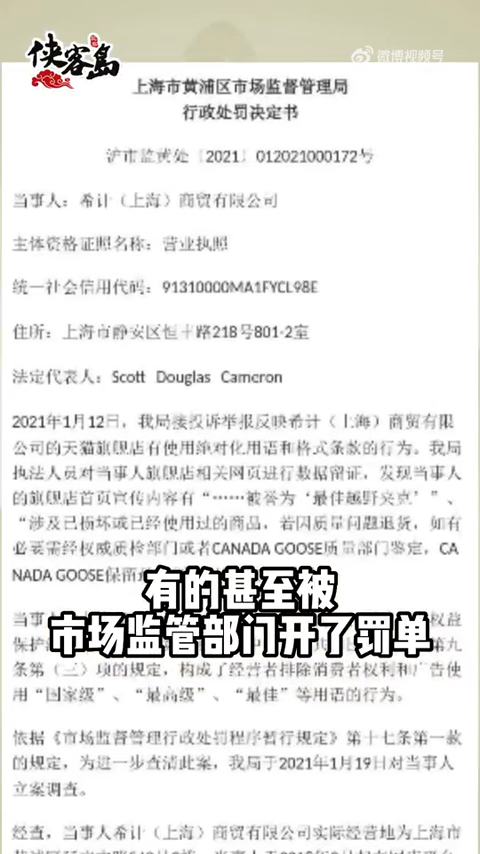 侠客岛
微博视频号
上海市黄浦区市场监督管理局
行政处罚决定书
沪市监黄处〔2021〕012021000172号
当事人：希计（上海）商贸有限公司
主体资格证照名称：营业执照
统一社会信用代码：91310000MA1FYCL98E
住所：上海市静安区恒丰路218号801-2室
法定代表人：Scott Douglas Cameron
2021年1月12日，我局接投诉举报反映希计（上海）商贸有限
公司的天猫旗舰店有使用绝对化用语和格式条款的行为。我局
执法人员对当事人旗舰店相关网页进行数据留证，发现当事人
的旗舰店首页宣传内容有“……被誉为‘最佳越野夹克’”、
“涉及已损坏或已经使用过的商品，若因质量问题退货，如有
必要需经权威质检部门或者CANADA GOOSE质量部门鉴定，CA
NADA GOOSE保留
有的甚至被
市场监管部门开了罚单
当事人
权益
保护
第九
条第（三）项的规定，构成了经营者排除消费者权利和广告使
用“国家级”、“最高级”、“最佳”等用语的行为。
依据《市场监督管理行政处罚程序暂行规定》第十七条第一款
的规定，为进一步查清此案，我局于2021年1月19日对当事人
立案调查。
经查，当事人希计（上海）商贸有限公司实际经营地为上海市